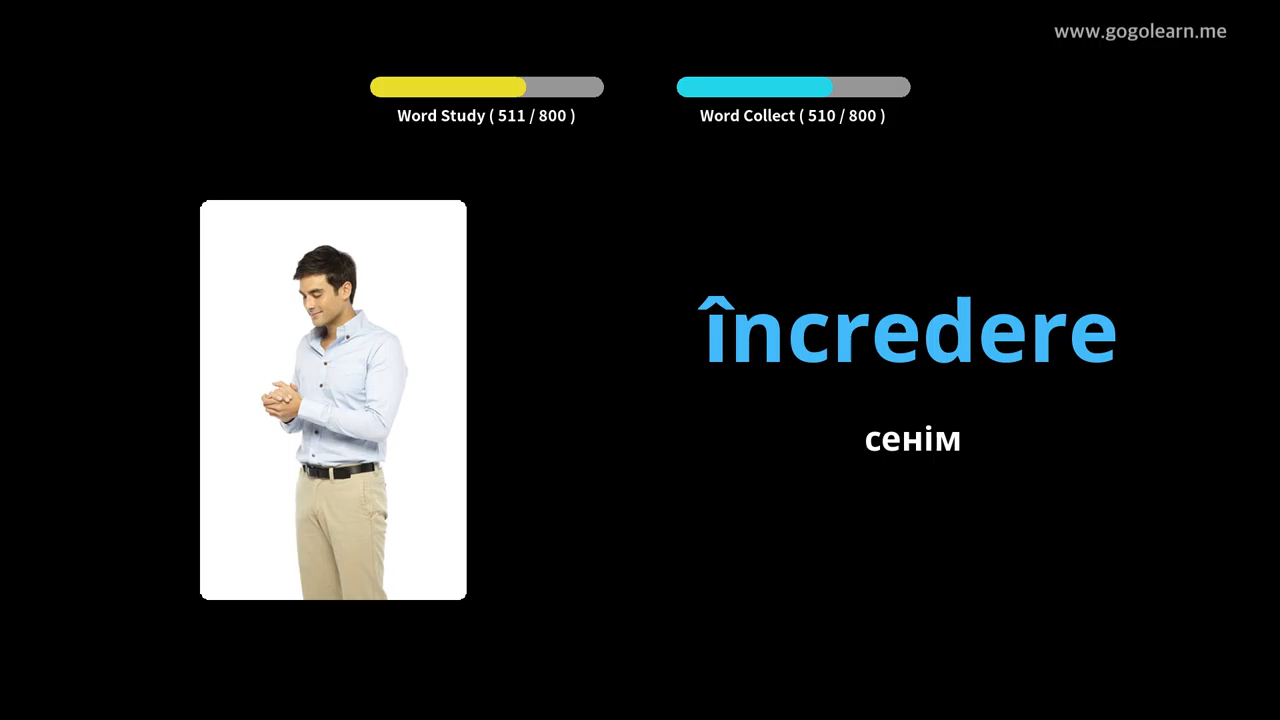 www.gogolearn.me
Word Study ( 511 / 800 )
Word Collect ( 510 / 800 )
încredere
сенім